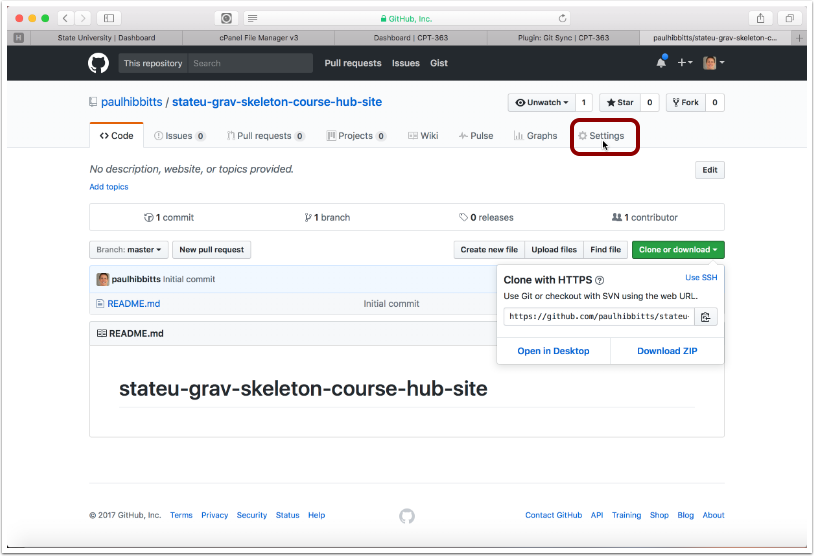 GitHub, Inc.
H State University | Dashboard cPanel File Manager v3 Dashboard | CPT-363 Plugin: Git Sync | CPT-363 paulhibbitts/stateu-grav-skeleton-c...
This repository Search Pull requests Issues Gist
paulhibbitts / stateu-grav-skeleton-course-hub-site
Unwatch 1 Star 0 Fork 0
Code Issues 0 Pull requests 0 Projects 0 Wiki Pulse Graphs Settings
No description, website, or topics provided. Edit
Add topics
1 commit 1 branch 0 releases 1 contributor
Branch: master New pull request Create new file Upload files Find file Clone or download
paulhibbitts Initial commit
README.md Initial commit
README.md
Clone with HTTPS ? Use SSH
Use Git or checkout with SVN using the web URL.
https://github.com/paulhibbitts/stateu-
Open in Desktop Download ZIP
stateu-grav-skeleton-course-hub-site
© 2017 GitHub, Inc. Terms Privacy Security Status Help Contact GitHub API Training Shop Blog About